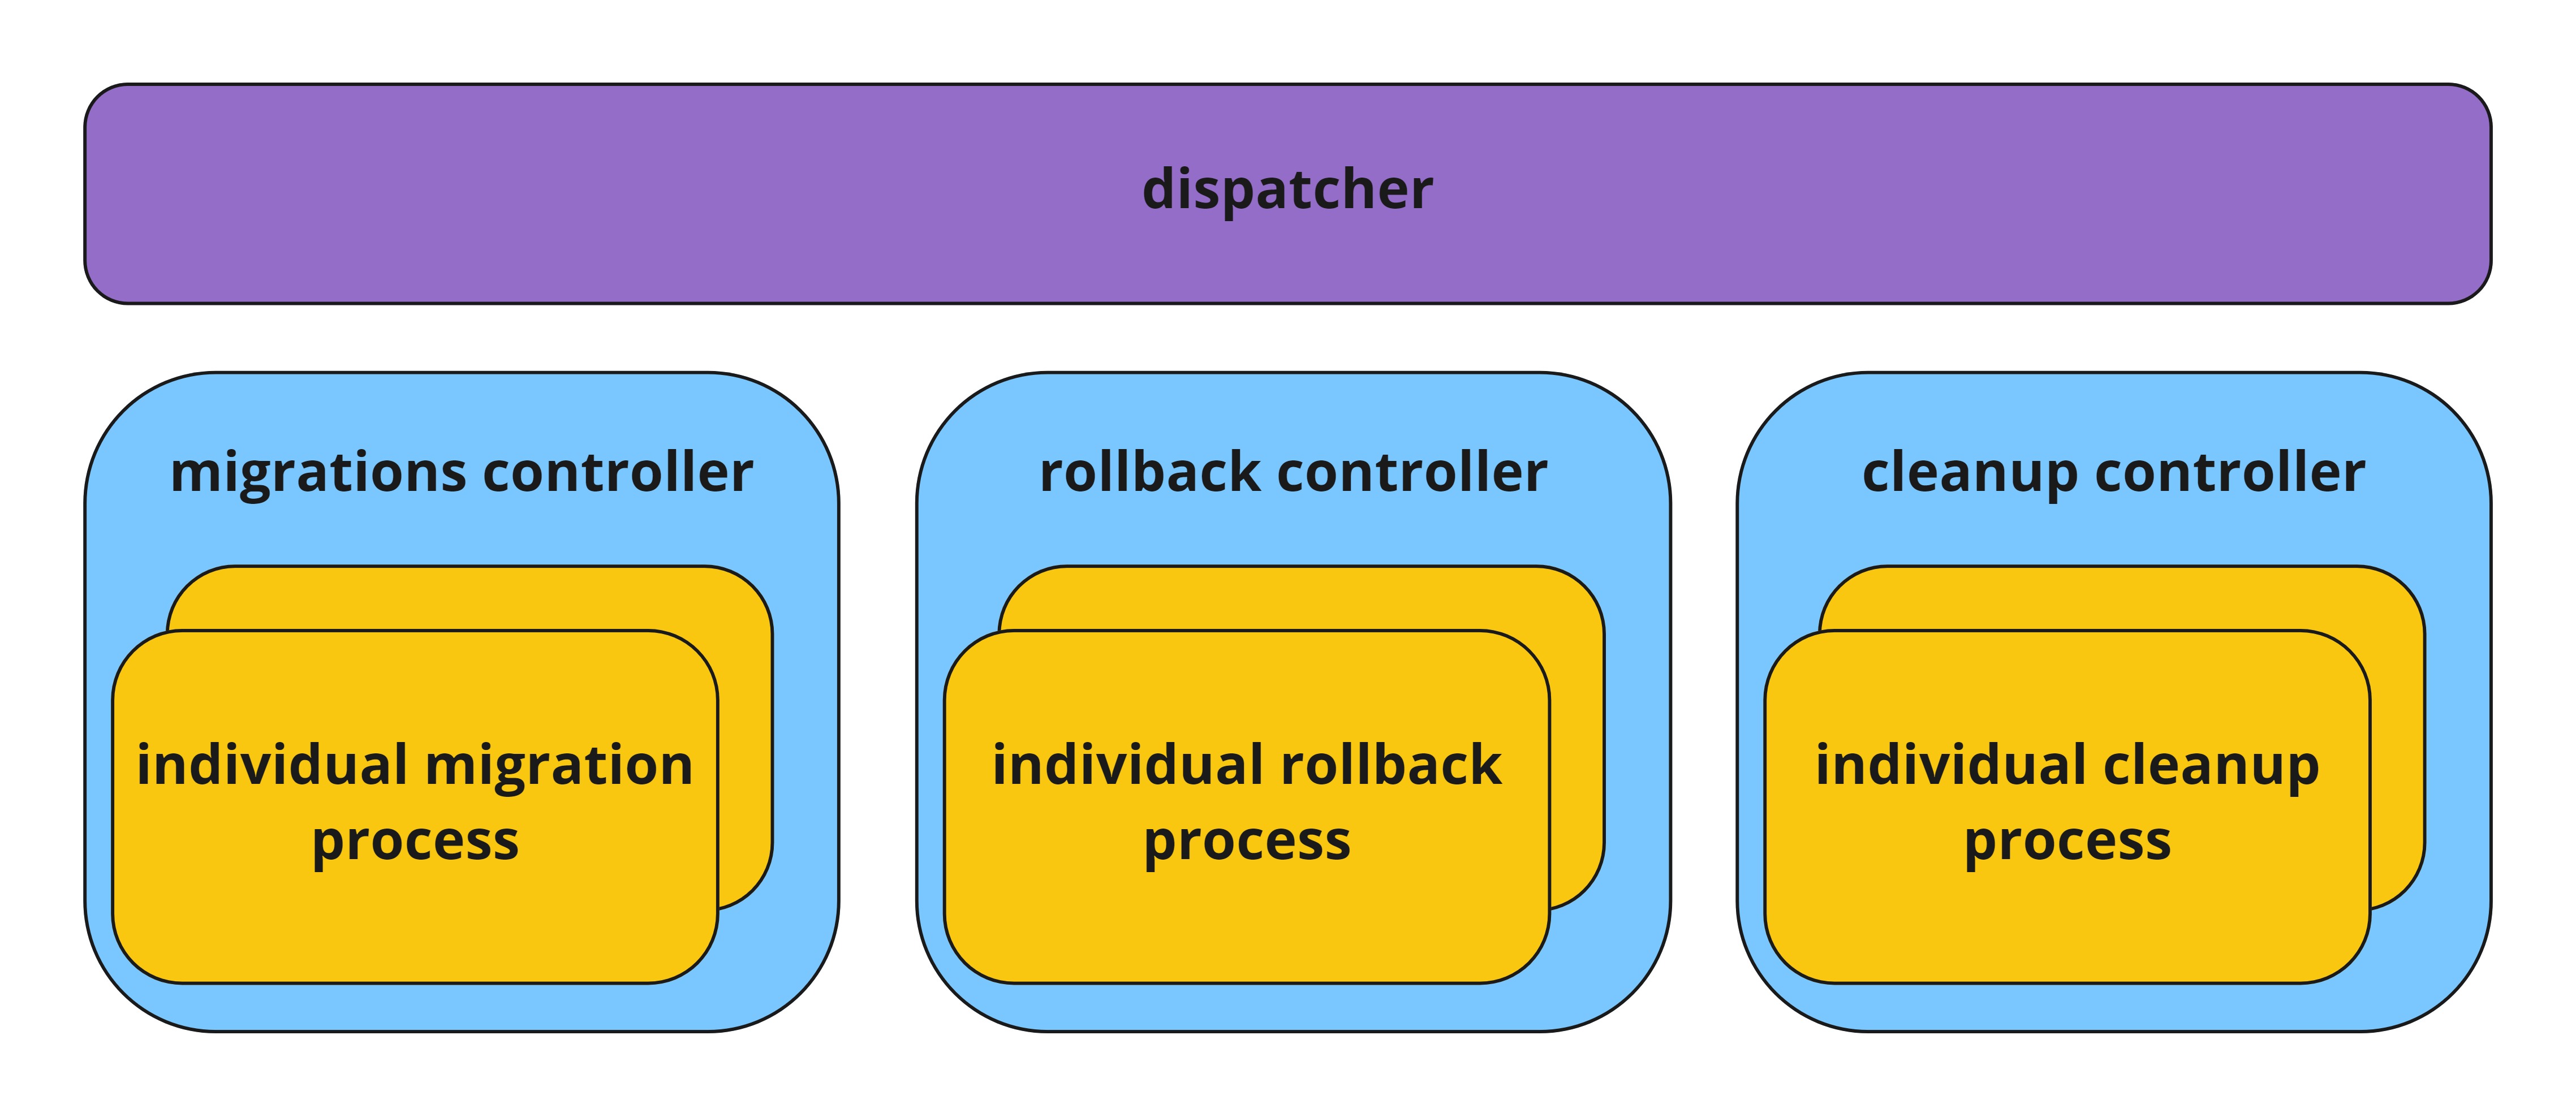 dispatcher
migrations controller
rollback controller
cleanup controller
individual migration
process
individual rollback
process
individual cleanup
process